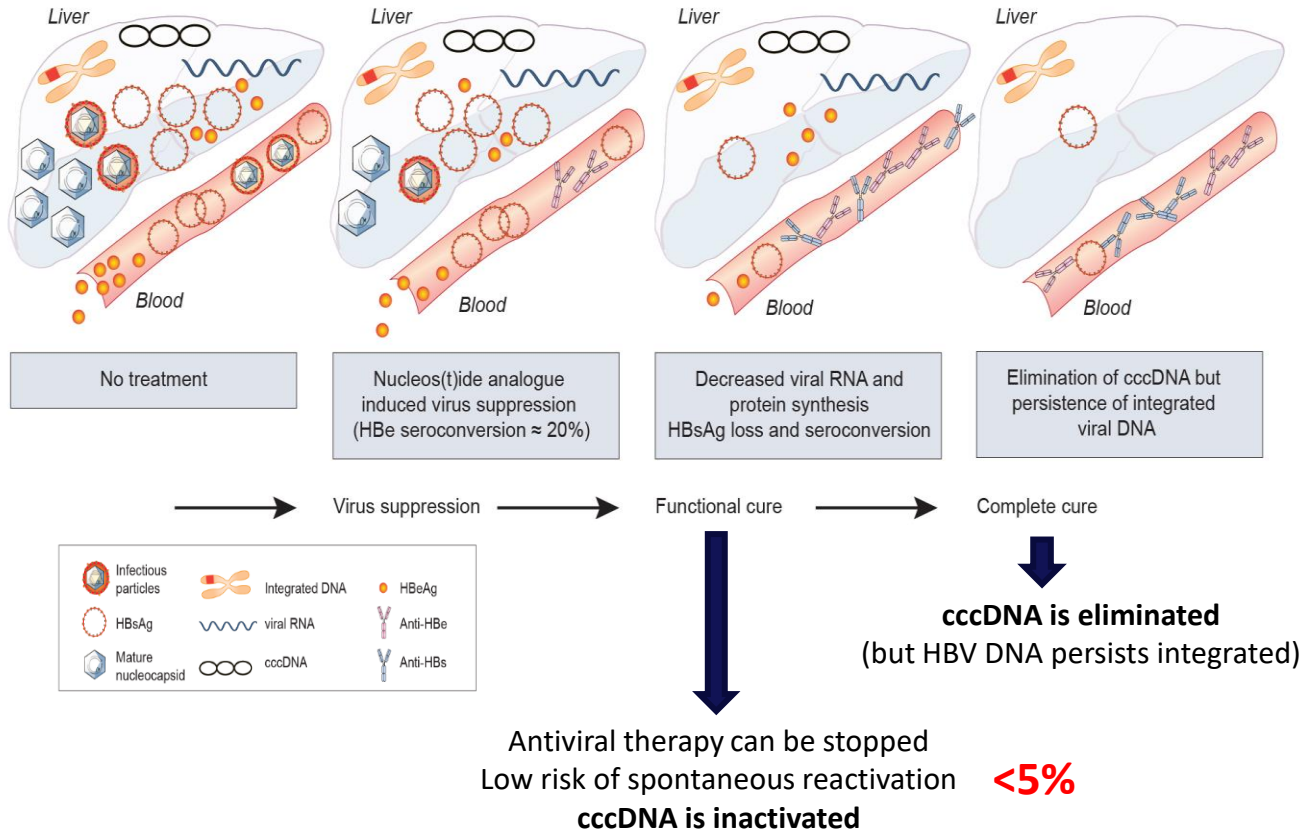 Liver
Liver
Liver
Liver
Blood
Blood
Blood
Blood
No treatment
Nucleos(t)ide analogue
induced virus suppression
(HBe seroconversion ≈ 20%)
Decreased viral RNA and
protein synthesis
HBsAg loss and seroconversion
Elimination of cccDNA but
persistence of integrated
viral DNA
Virus suppression
Functional cure
Complete cure
Infectious
particles
Integrated DNA
HBeAg
HBsAg
viral RNA
Anti-HBe
Mature
nucleocapsid
cccDNA
Anti-HBs
cccDNA is eliminated
(but HBV DNA persists integrated)
Antiviral therapy can be stopped
Low risk of spontaneous reactivation
<5%
cccDNA is inactivated